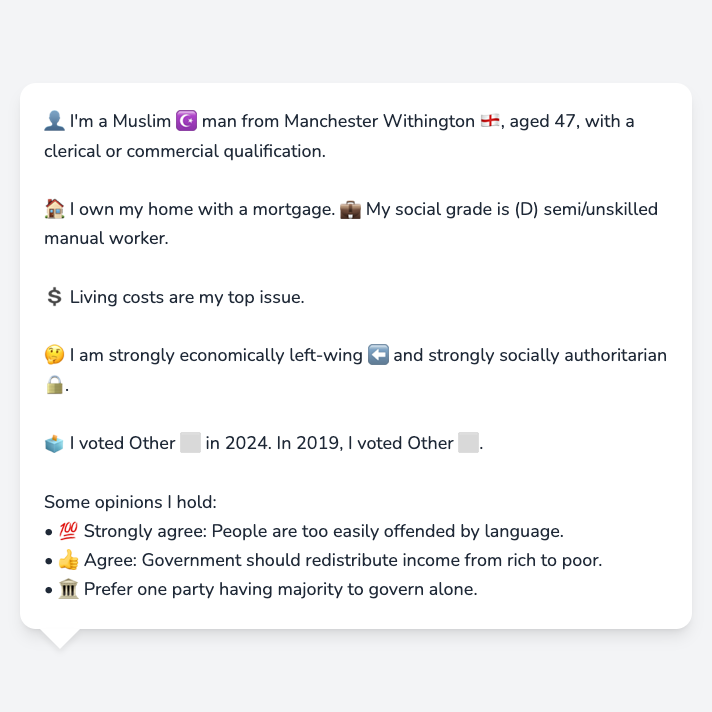 👤 I'm a Muslim ☪️ man from Manchester Withington 🏴󠁧󠁢󠁥󠁮󠁧󠁿, aged 47, with a
clerical or commercial qualification.
🏠 I own my home with a mortgage. 💼 My social grade is (D) semi/unskilled
manual worker.
💲 Living costs are my top issue.
🤔 I am strongly economically left-wing ⬅️ and strongly socially authoritarian
🔒.
🗳️ I voted Other ⬜ in 2024. In 2019, I voted Other ⬜.
Some opinions I hold:
• 💯 Strongly agree: People are too easily offended by language.
• 👍 Agree: Government should redistribute income from rich to poor.
• 🏛️ Prefer one party having majority to govern alone.